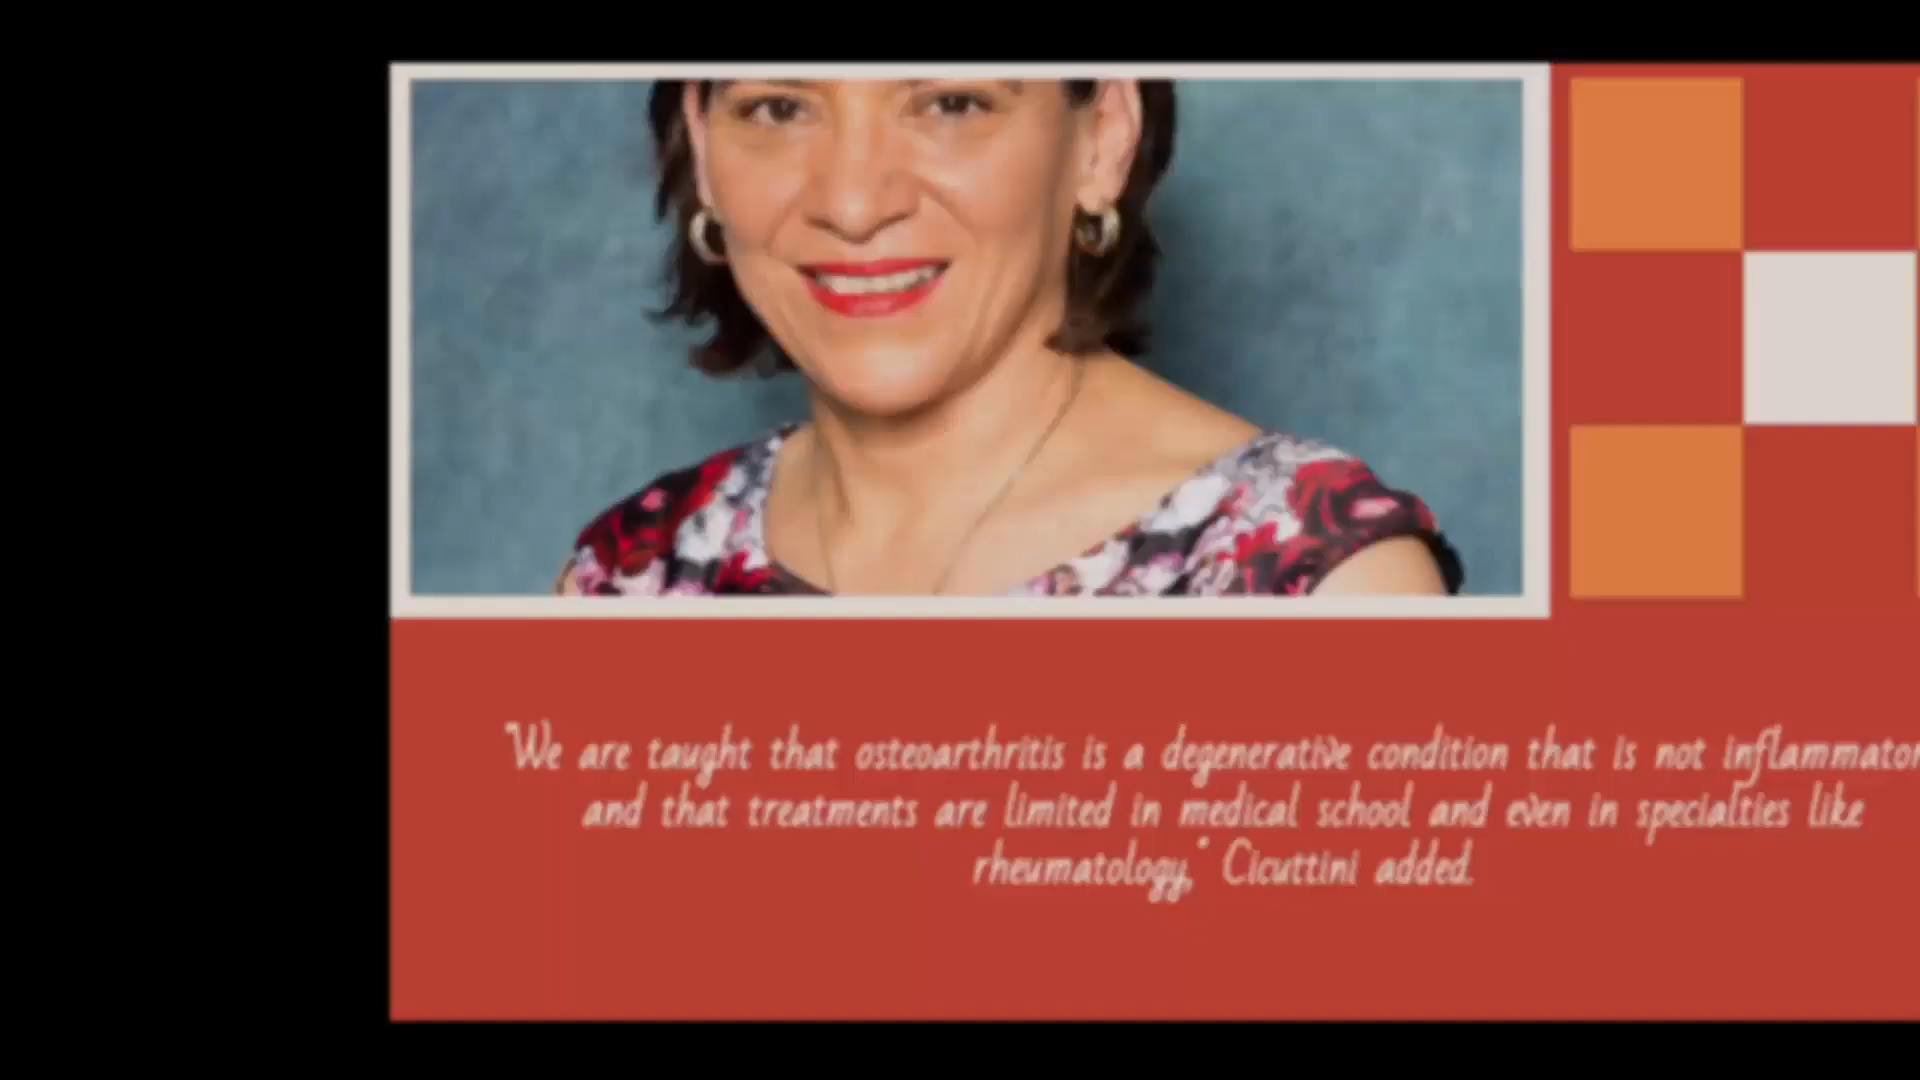 "We are taught that osteoarthritis is a degenerative condition that is not inflammator
and that treatments are limited in medical school and even in specialties like
rheumatology," Cicuttini added.